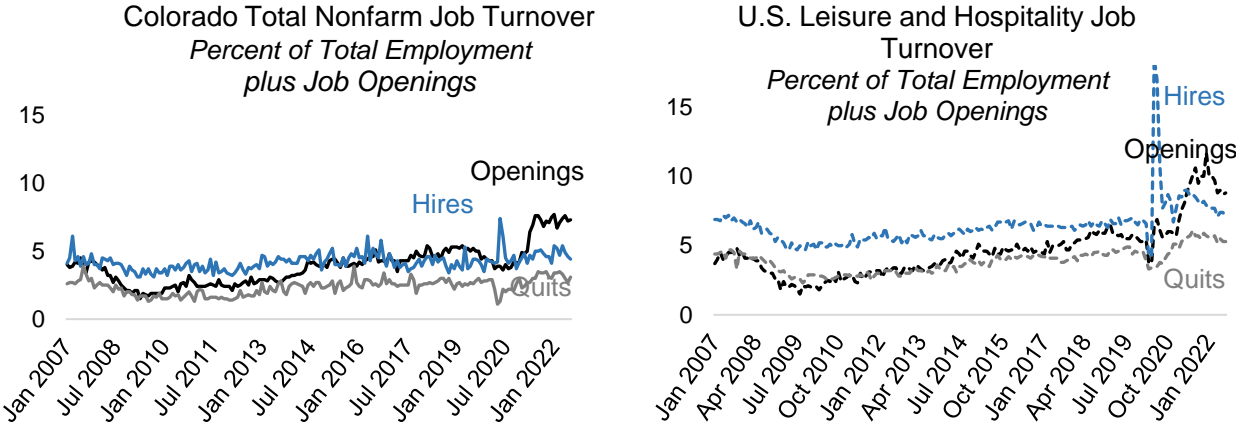 Colorado Total Nonfarm Job Turnover
Percent of Total Employment
plus Job Openings
15
10
5
0
Openings
Hires
Quits
Jan 2007
Jul 2008
Jan 2010
Jul 2011
Jan 2013
Jul 2014
Jan 2016
Jul 2017
Jan 2019
Jul 2020
Jan 2022
U.S. Leisure and Hospitality Job
Turnover
Percent of Total Employment
plus Job Openings
15
10
5
0
Hires
Openings
Quits
Jan 2007
Apr 2008
Jul 2009
Oct 2010
Jan 2012
Apr 2013
Jul 2014
Oct 2015
Jan 2017
Apr 2018
Jul 2019
Oct 2020
Jan 2022